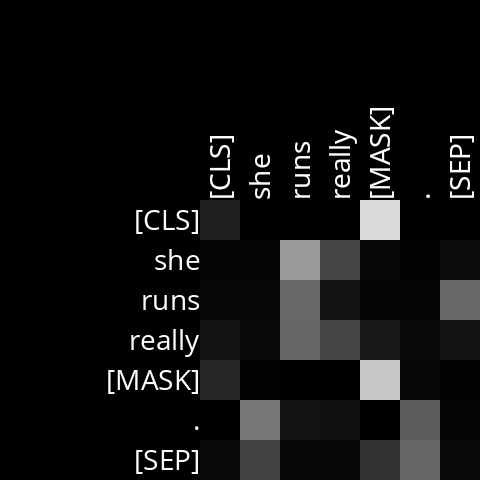 [CLS] she runs really [MASK] . [SEP]
[CLS]
she
runs
really
[MASK]
.
[SEP]